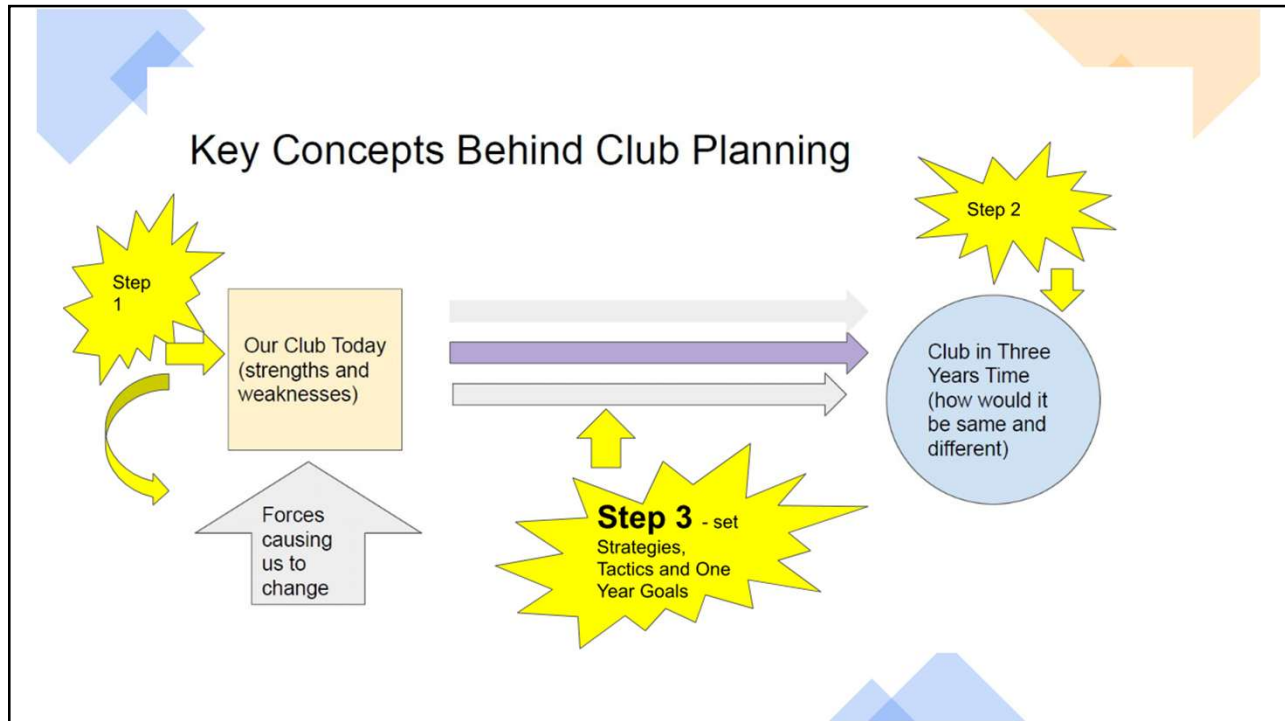 Key Concepts Behind Club Planning
Step
1
Our Club Today
(strengths and
weaknesses)
Forces
causing
us to
change
Step 2
Club in Three
Years Time
(how would it
be same and
different)
Step 3 - set
Strategies,
Tactics and One
Year Goals